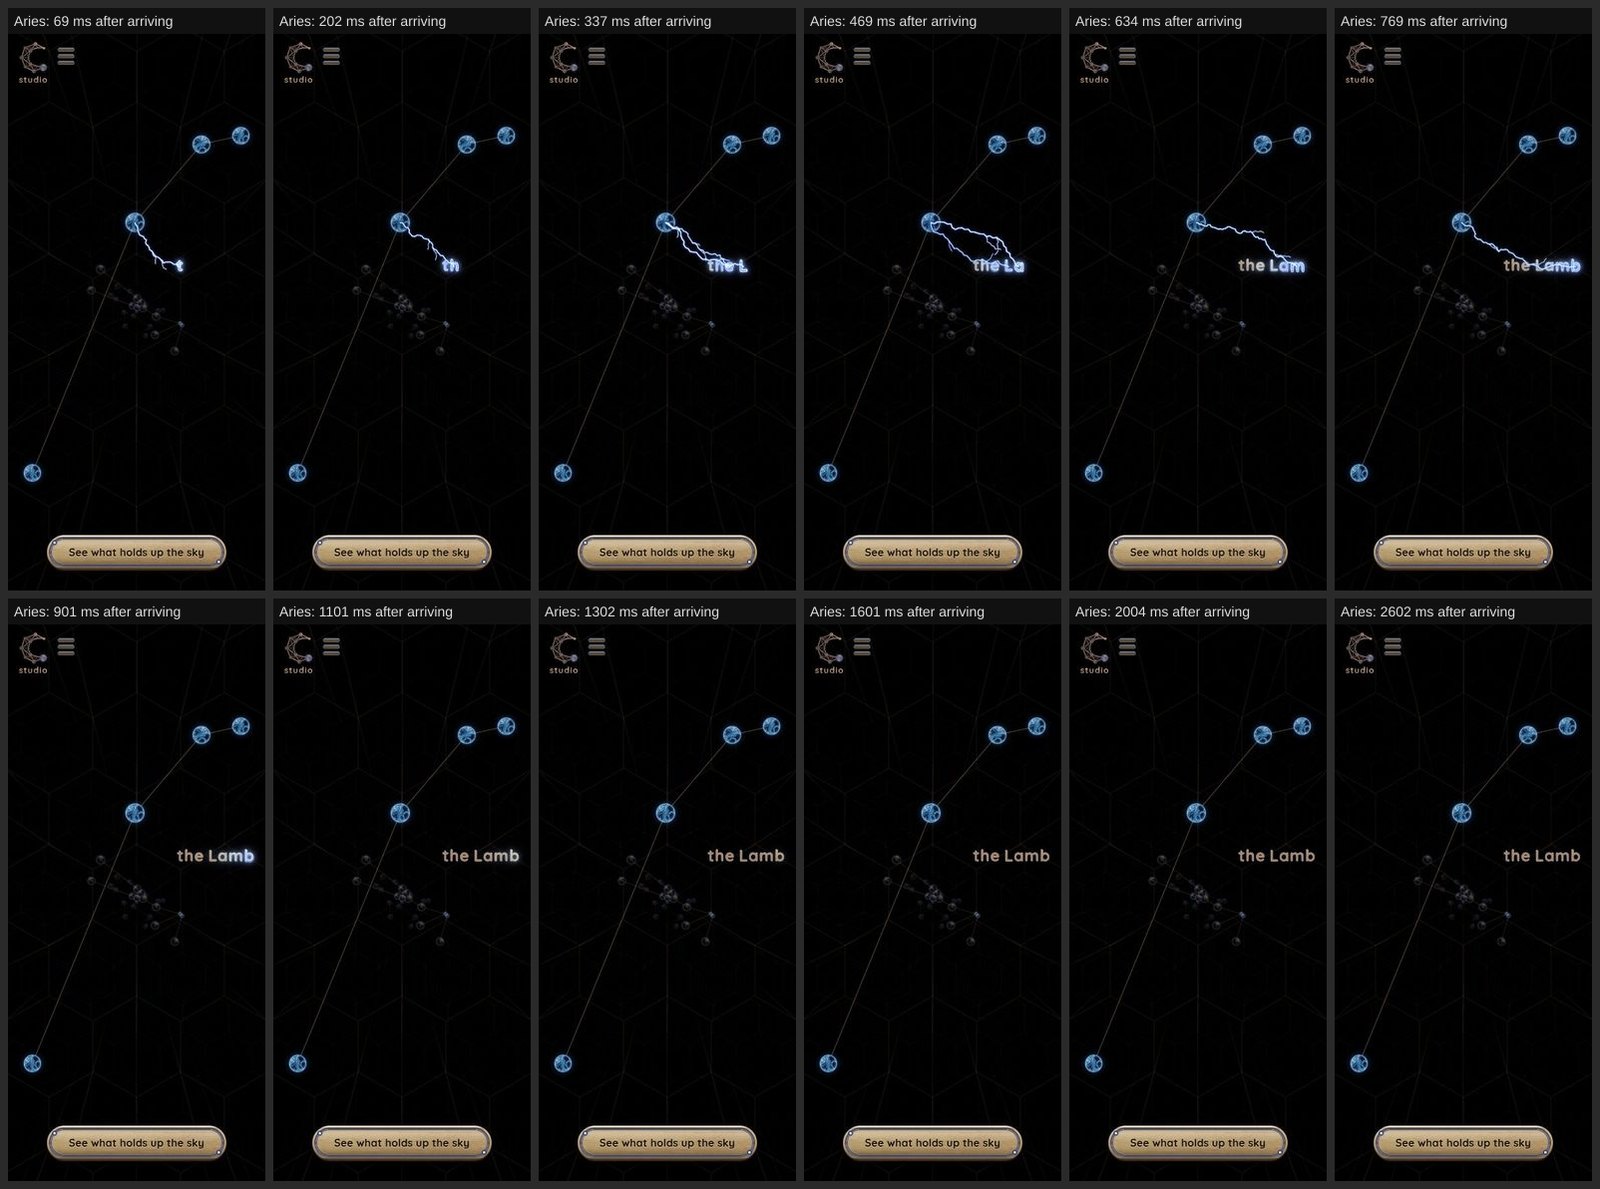 Aries: 69 ms after arriving
studio
t
See what holds up the sky
Aries: 202 ms after arriving
studio
th
See what holds up the sky
Aries: 337 ms after arriving
studio
the L
See what holds up the sky
Aries: 469 ms after arriving
studio
the La
See what holds up the sky
Aries: 634 ms after arriving
studio
the Lam
See what holds up the sky
Aries: 769 ms after arriving
studio
the Lamb
See what holds up the sky
Aries: 901 ms after arriving
studio
the Lamb
See what holds up the sky
Aries: 1101 ms after arriving
studio
the Lamb
See what holds up the sky
Aries: 1302 ms after arriving
studio
the Lamb
See what holds up the sky
Aries: 1601 ms after arriving
studio
the Lamb
See what holds up the sky
Aries: 2004 ms after arriving
studio
the Lamb
See what holds up the sky
Aries: 2602 ms after arriving
studio
the Lamb
See what holds up the sky